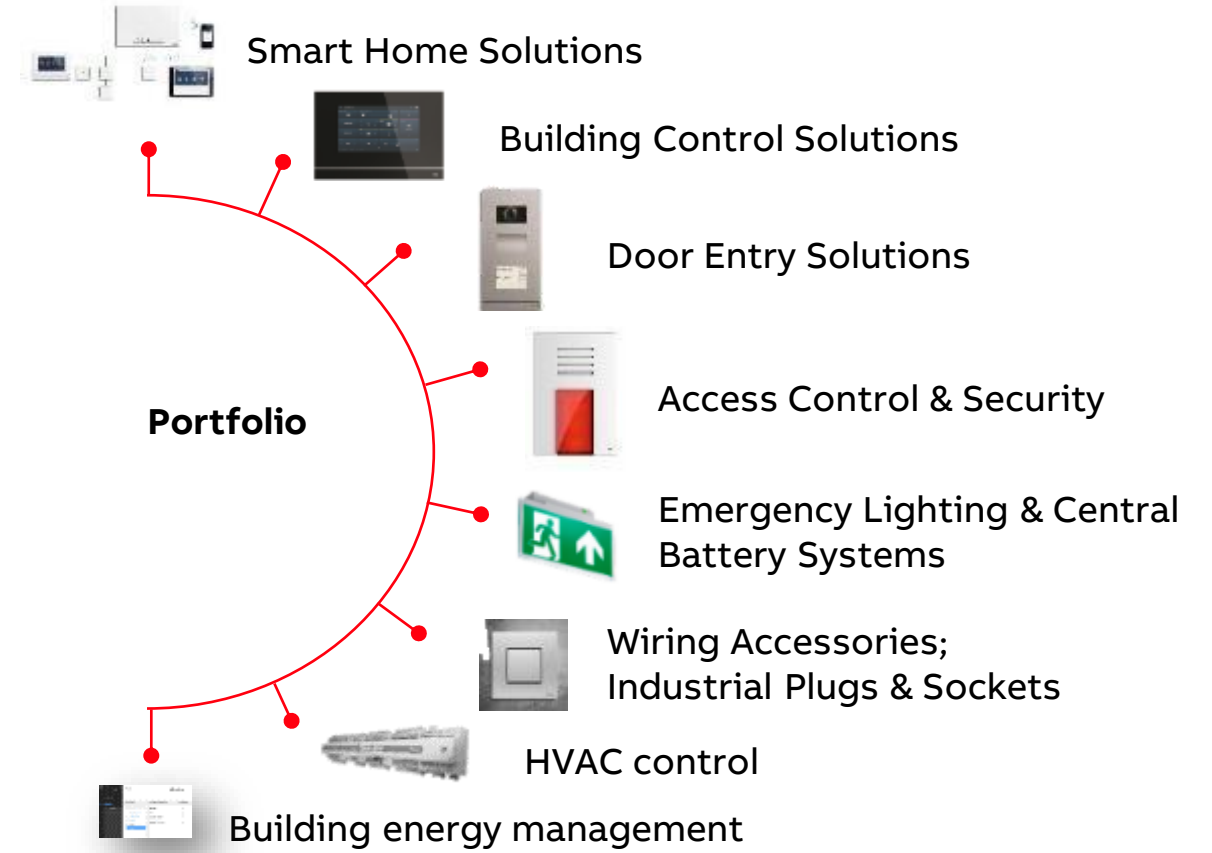 Smart Home Solutions
Building Control Solutions
Door Entry Solutions
Access Control & Security
Portfolio
Emergency Lighting & Central
Battery Systems
Wiring Accessories;
Industrial Plugs & Sockets
HVAC control
Building energy management